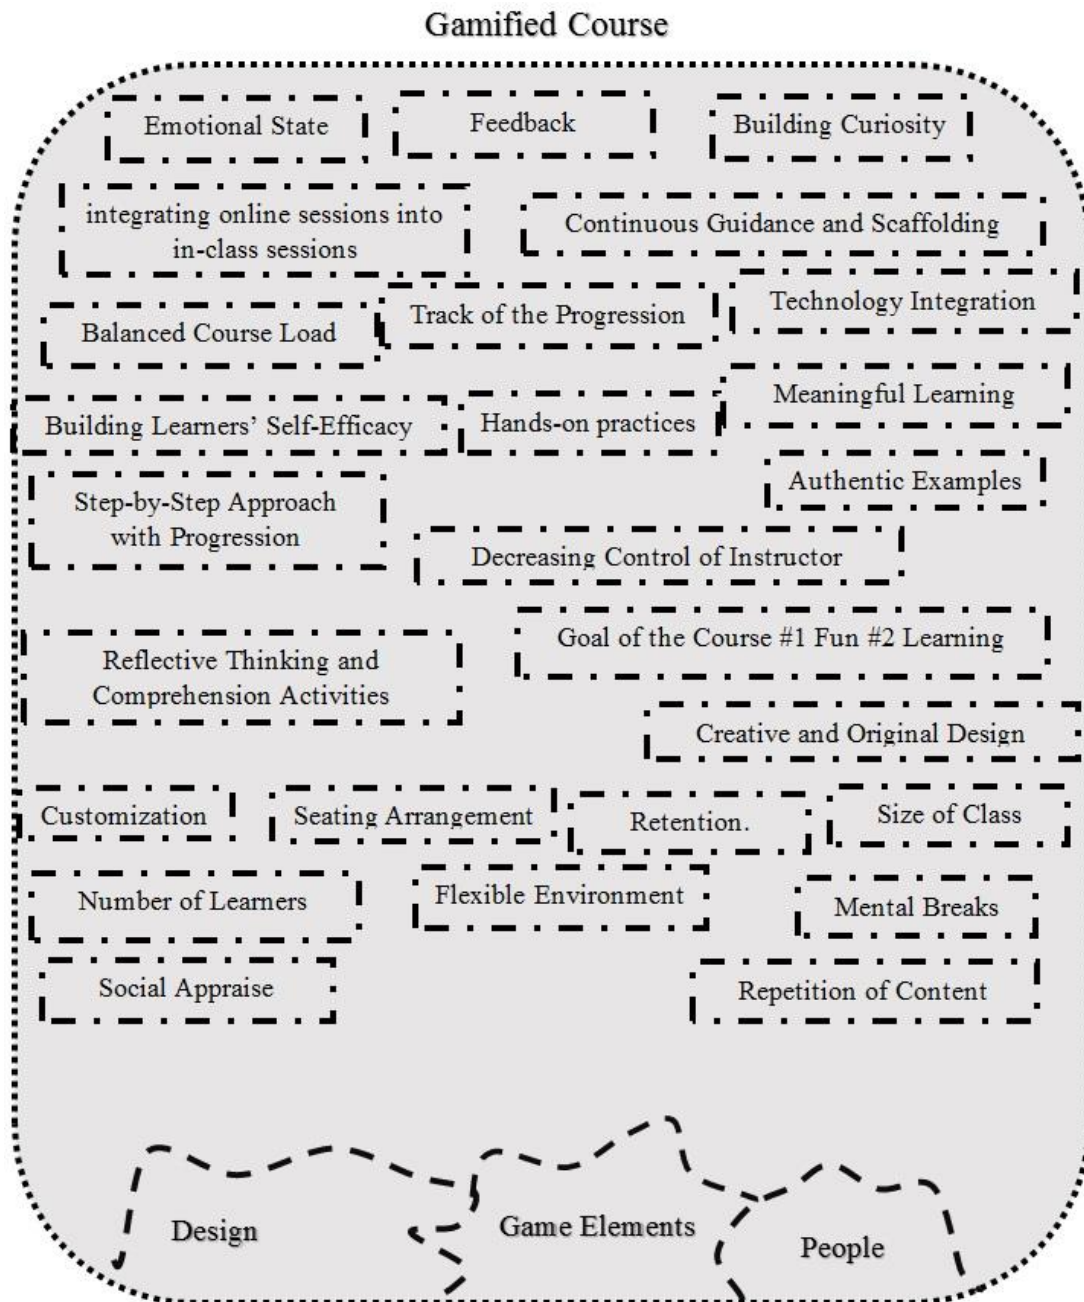 Gamified Course
Emotional State
Feedback
Building Curiosity
integrating online sessions into
in-class sessions
Continuous Guidance and Scaffolding
Balanced Course Load
Track of the Progression
Technology Integration
Building Learners’ Self-Efficacy
Hands-on practices
Meaningful Learning
Step-by-Step Approach
with Progression
Authentic Examples
Decreasing Control of Instructor
Reflective Thinking and
Comprehension Activities
Goal of the Course #1 Fun #2 Learning
Creative and Original Design
Customization
Seating Arrangement
Retention.
Size of Class
Number of Learners
Flexible Environment
Mental Breaks
Social Appraise
Repetition of Content
Design
Game Elements
People